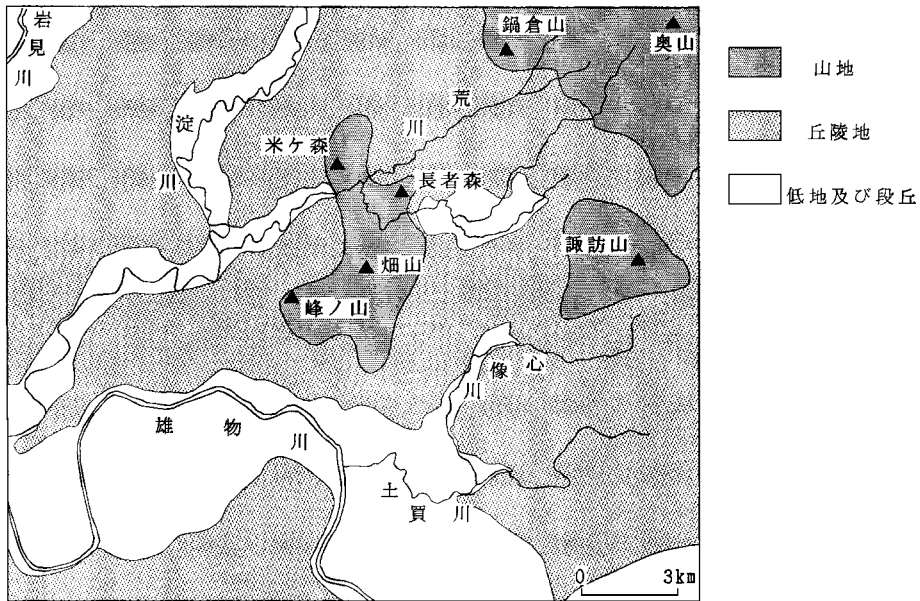 岩見川
鍋倉山
奥山
淀川
荒川
米ケ森
長者森
諏訪山
畑山
峰ノ山
心像川
雄物川
土買川
0 3km
山地
丘陵地
低地及び段丘